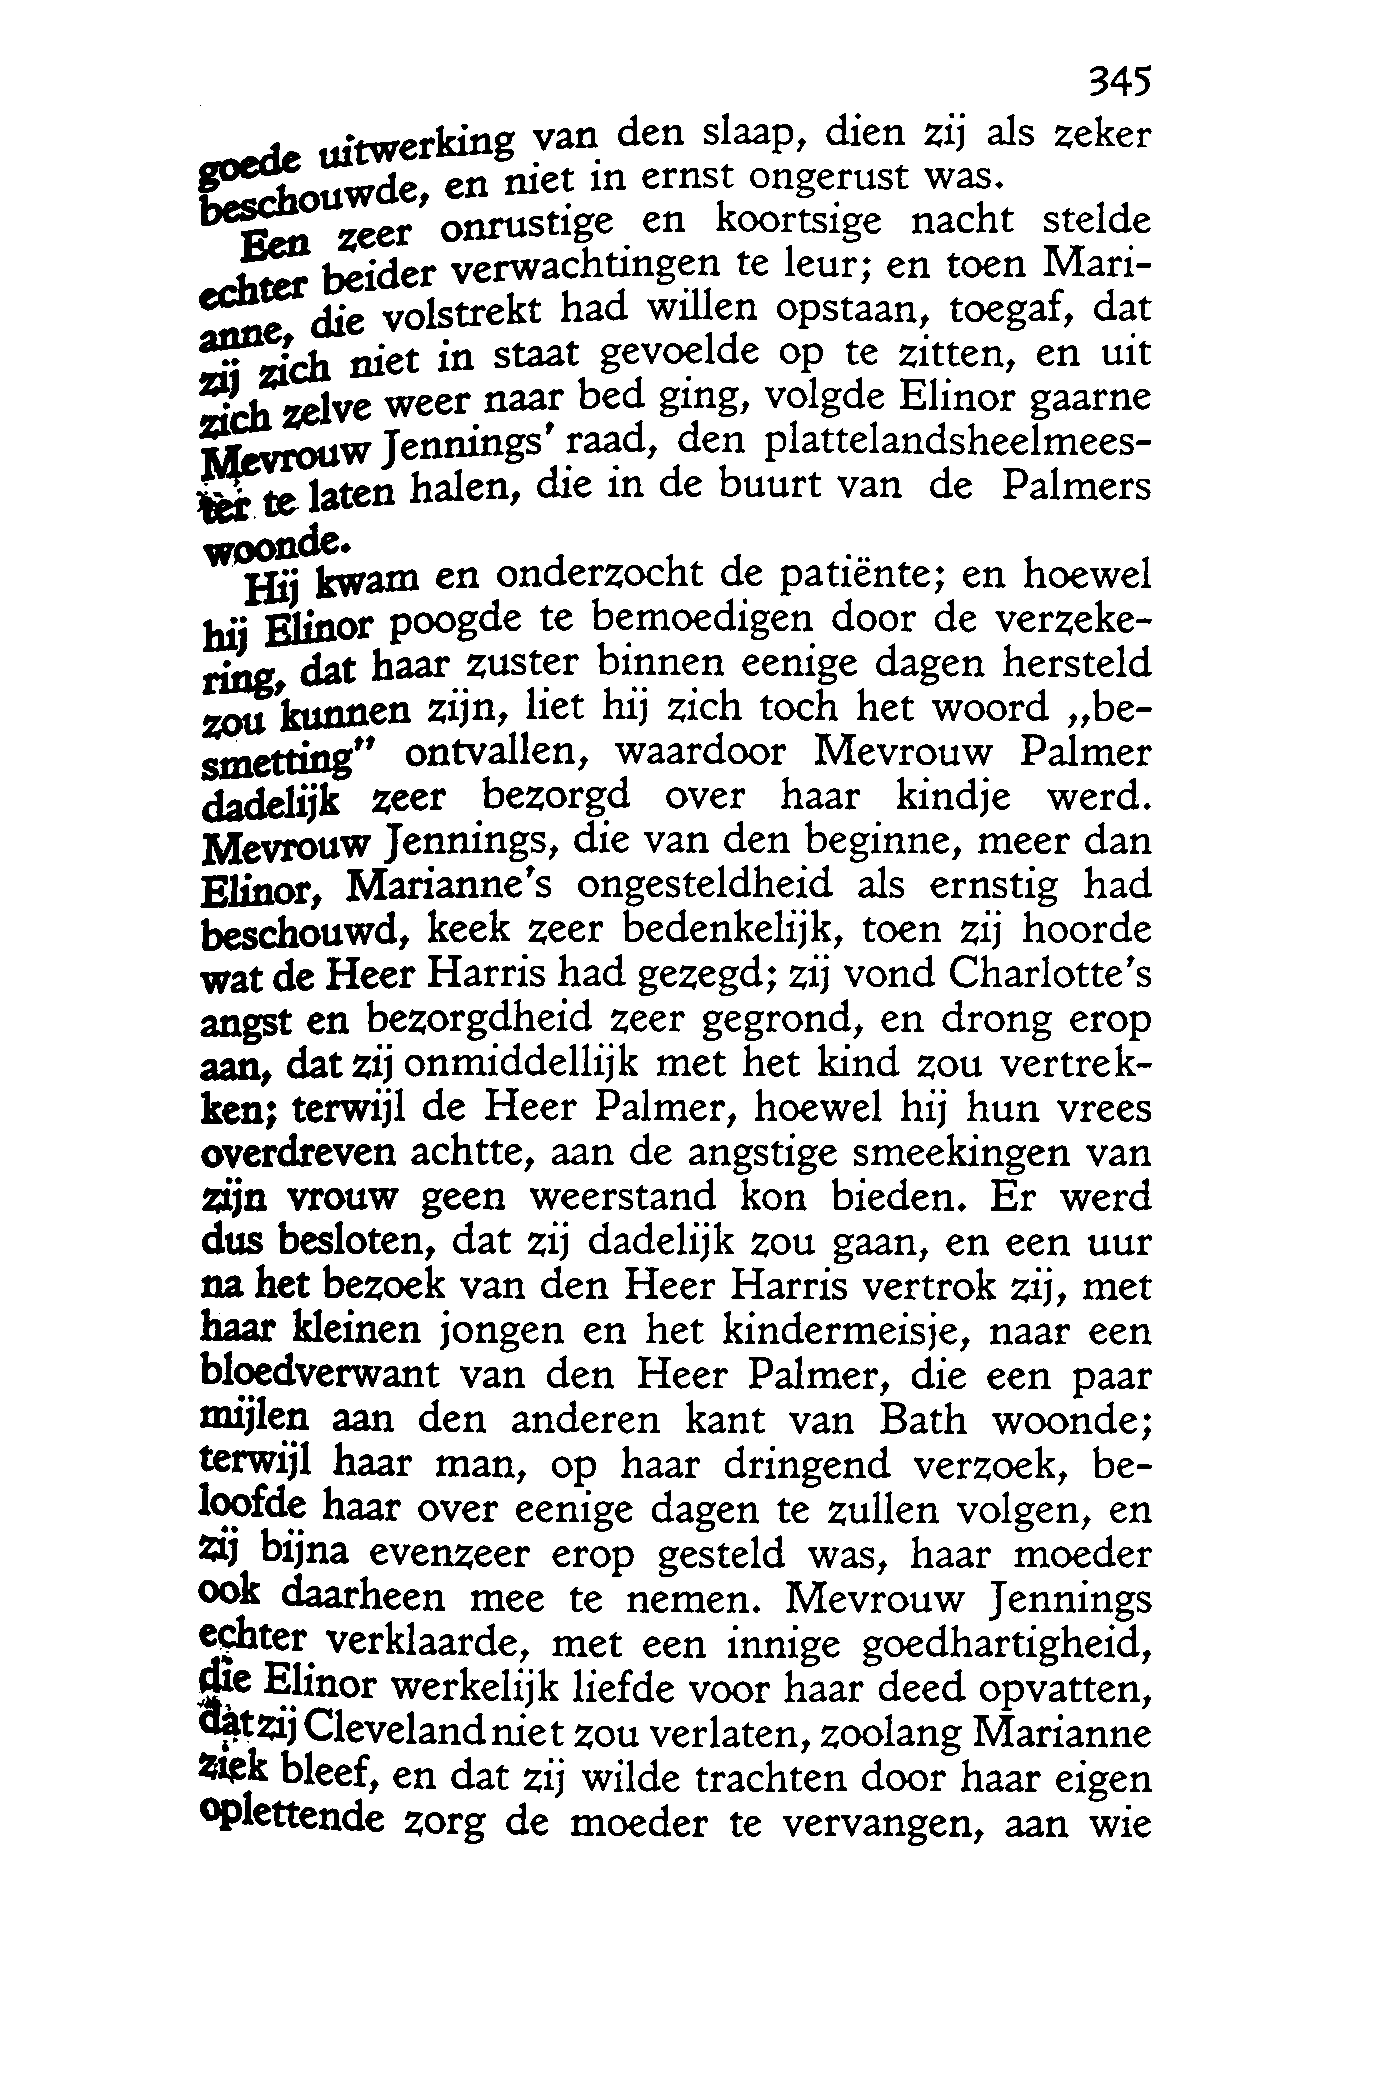 345
goede uitwerking van den slaap, dien zij als zeker
beschouwde, en niet in ernst ongerust was.
Een zeer onrustige en koortsige nacht stelde
echter beider verwachtingen te leur; en toen Mari-
anne, die volstrekt had willen opstaan, toegaf, dat
zij zich niet in staat gevoelde op te zitten, en uit
zich zelve weer naar bed ging, volgde Elinor gaarne
Mevrouw Jennings' raad, den plattelandsheelmees-
ter te laten halen, die in de buurt van de Palmers
woonde.
Hij kwam en onderzocht de patiënte; en hoewel
hij Elinor poogde te bemoedigen door de verzeke-
ring, dat haar zuster binnen eenige dagen hersteld
zou kunnen zijn, liet hij zich toch het woord „be-
smetting" ontvallen, waardoor Mevrouw Palmer
dadelijk zeer bezorgd over haar kindje werd.
Mevrouw Jennings, die van den beginne, meer dan
Elinor, Marianne's ongesteldheid als ernstig had
beschouwd, keek zeer bedenkelijk, toen zij hoorde
wat de Heer Harris had gezegd; zij vond Charlotte's
angst en bezorgdheid zeer gegrond, en drong erop
aan, dat zij onmiddellijk met het kind zou vertrek-
ken; terwijl de Heer Palmer, hoewel hij hun vrees
overdreven achtte, aan de angstige smeekingen van
zijn vrouw geen weerstand kon bieden. Er werd
dus besloten, dat zij dadelijk zou gaan, en een uur
na het bezoek van den Heer Harris vertrok zij, met
haar kleinen jongen en het kindermeisje, naar een
bloedverwant van den Heer Palmer, die een paar
mijlen aan den anderen kant van Bath woonde;
terwijl haar man, op haar dringend verzoek, be-
loofde haar over eenige dagen te zullen volgen, en
zij bijna evenzeer erop gesteld was, haar moeder
ook daarheen mee te nemen. Mevrouw Jennings
echter verklaarde, met een innige goedhartigheid,
die Elinor werkelijk liefde voor haar deed opvatten,
dat zij Cleveland niet zou verlaten, zoolang Marianne
ziek bleef, en dat zij wilde trachten door haar eigen
oplettende zorg de moeder te vervangen, aan wie